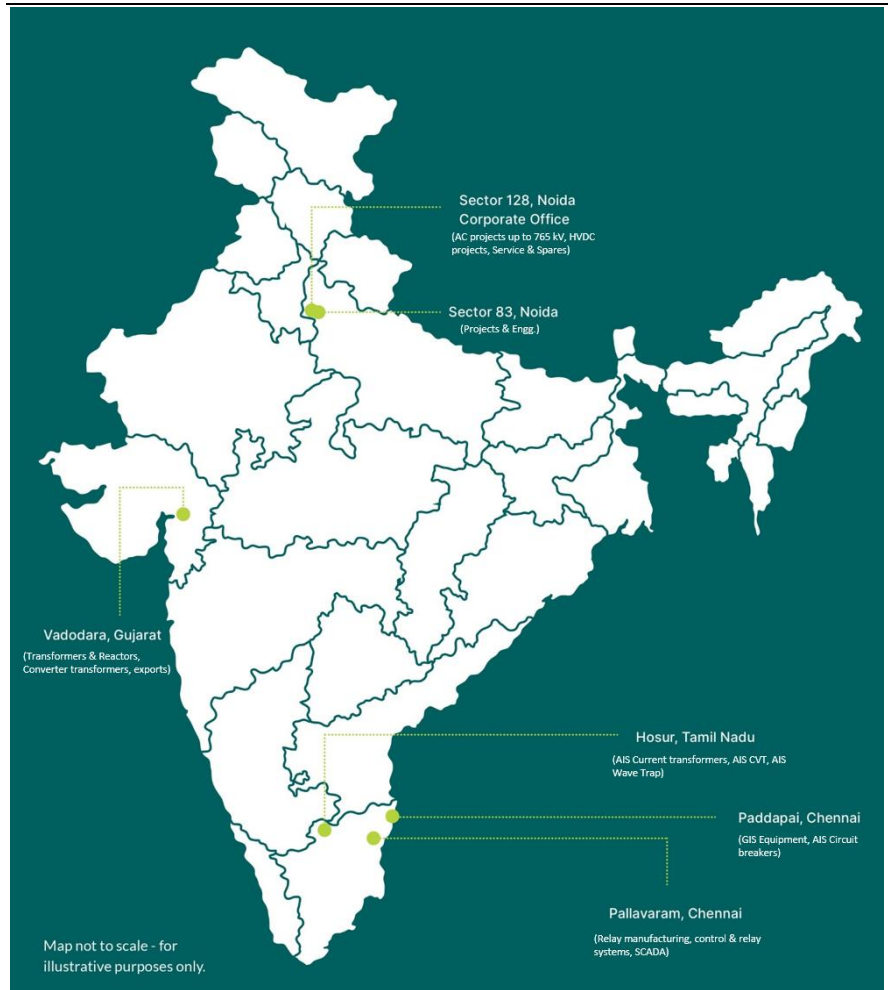 Sector 128, Noida
Corporate Office
(AC projects up to 765 kV, HVDC
projects, Service & Spares)
Sector 83, Noida
(Projects & Engg.)
Vadodara, Gujarat
(Transformers & Reactors,
Converter transformers, exports)
Hosur, Tamil Nadu
(AIS Current transformers, AIS CVT, AIS
Wave Trap)
Paddapai, Chennai
(GIS Equipment, AIS Circuit
breakers)
Pallavaram, Chennai
(Relay manufacturing, control & relay
systems, SCADA)
Map not to scale - for
illustrative purposes only.